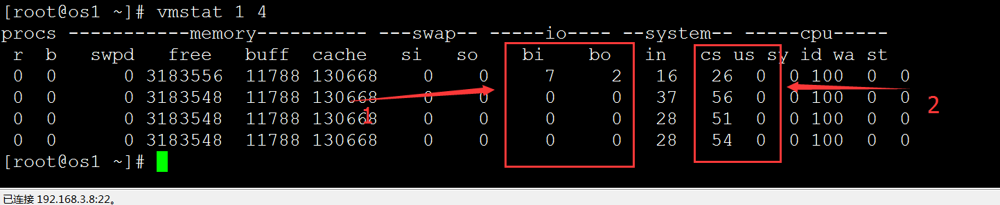 [root@os1 ~]# vmstat 1 4
procs -----------memory---------- ---swap-- -----io---- --system-- -----cpu-----
 r  b   swpd   free   buff  cache   si   so    bi    bo   in   cs us sy id wa st
 0  0      0 3183556  11788 130668    0    0     7     2   16   26  0  0 100  0  0
 0  0      0 3183548  11788 130668    0    0     0     0   37   56  0  0 100  0  0
 0  0      0 3183548  11788 130668    0    0     0     0   28   51  0  0 100  0  0
 0  0      0 3183548  11788 130668    0    0     0     0   28   54  0  0 100  0  0
[root@os1 ~]#
1
2
已连接 192.168.3.8:22。